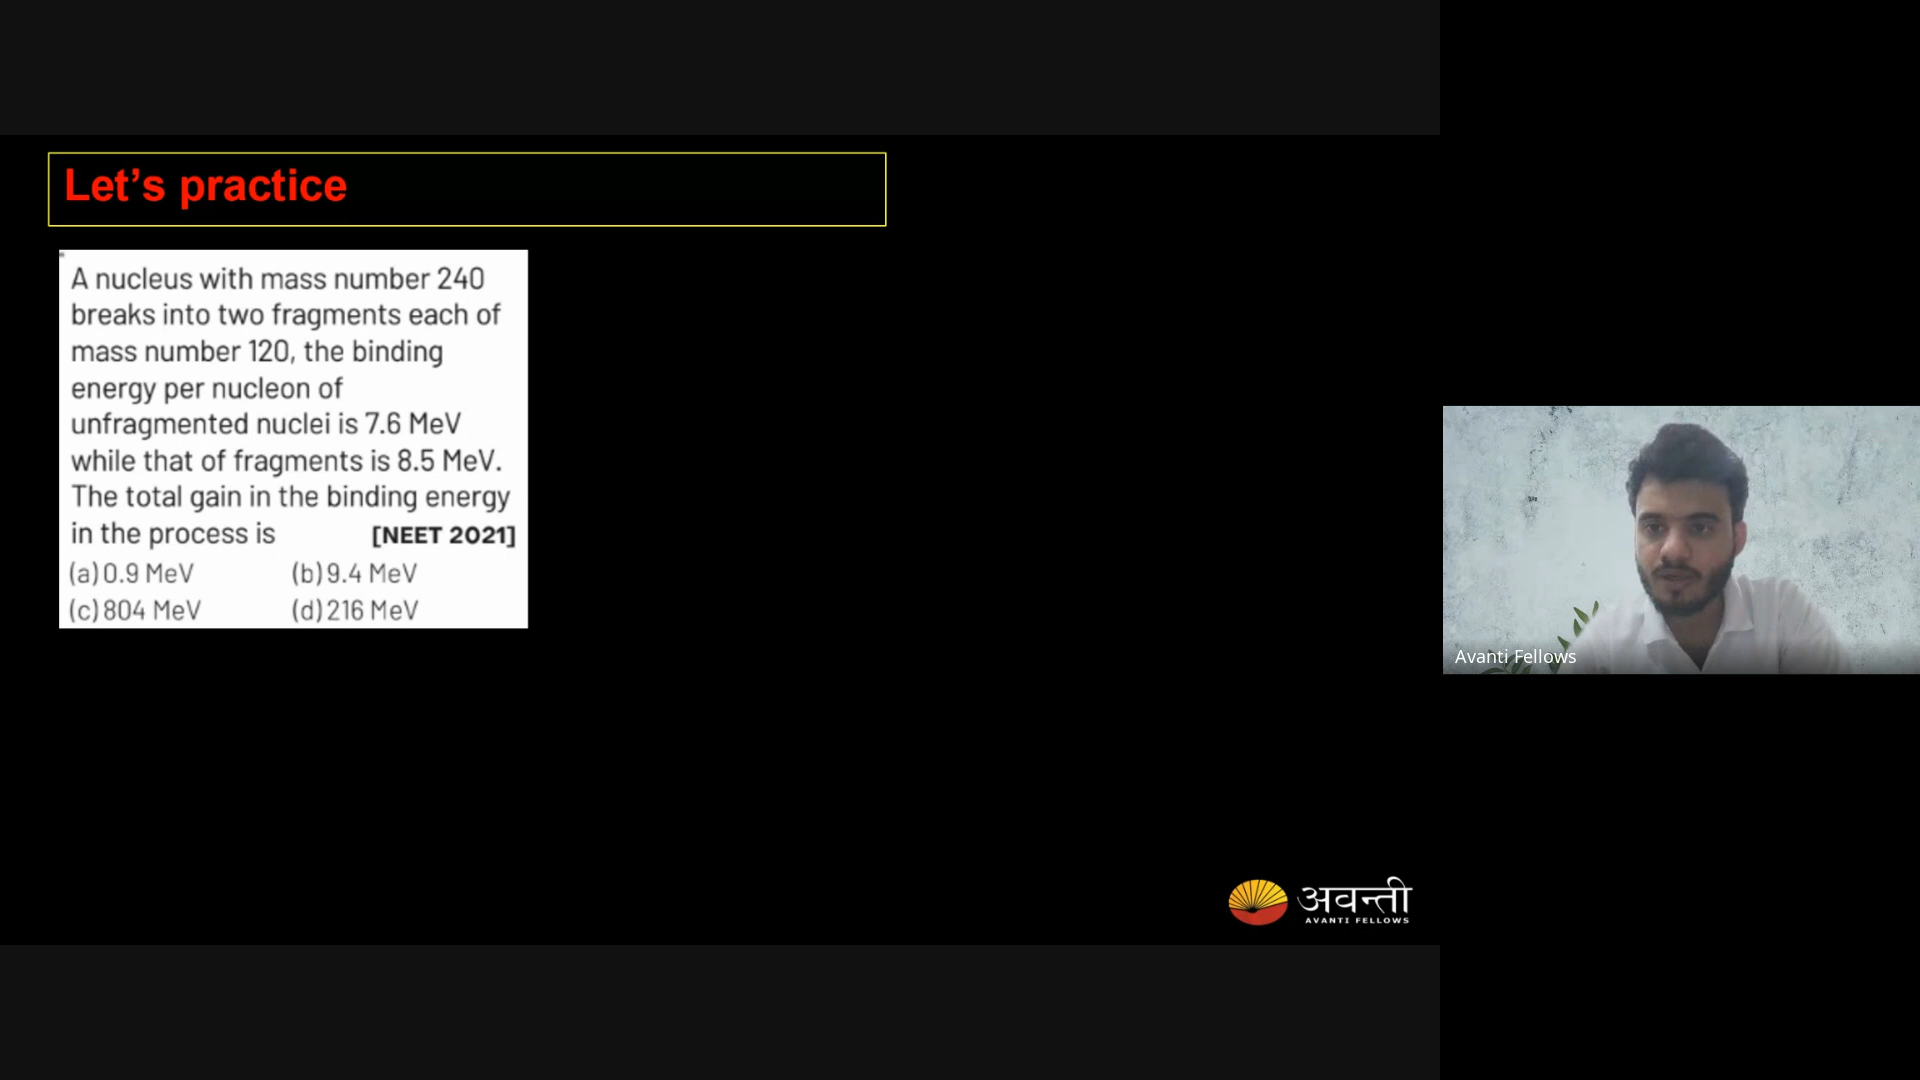 Let's practice
A nucleus with mass number 240
breaks into two fragments each of
mass number 120, the binding
energy per nucleon of
unfragmented nuclei is 7.6 MeV
while that of fragments is 8.5 MeV.
The total gain in the binding energy
in the process is [NEET 2021]
(a) 0.9 MeV (b) 9.4 MeV
(c) 804 MeV (d) 216 MeV
Avanti Fellows
अवन्ती
AVANTI FELLOWS